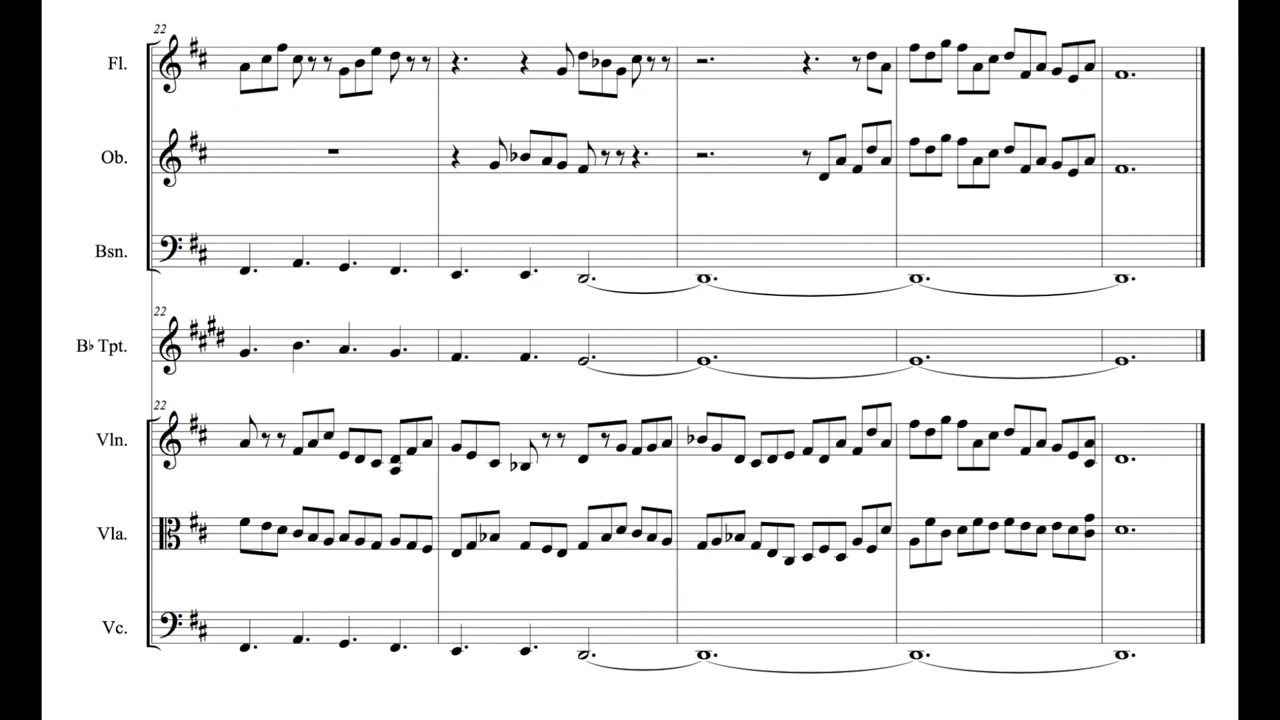 22
Fl.
Ob.
Bsn.
22
B♭ Tpt.
22
Vln.
Vla.
Vc.